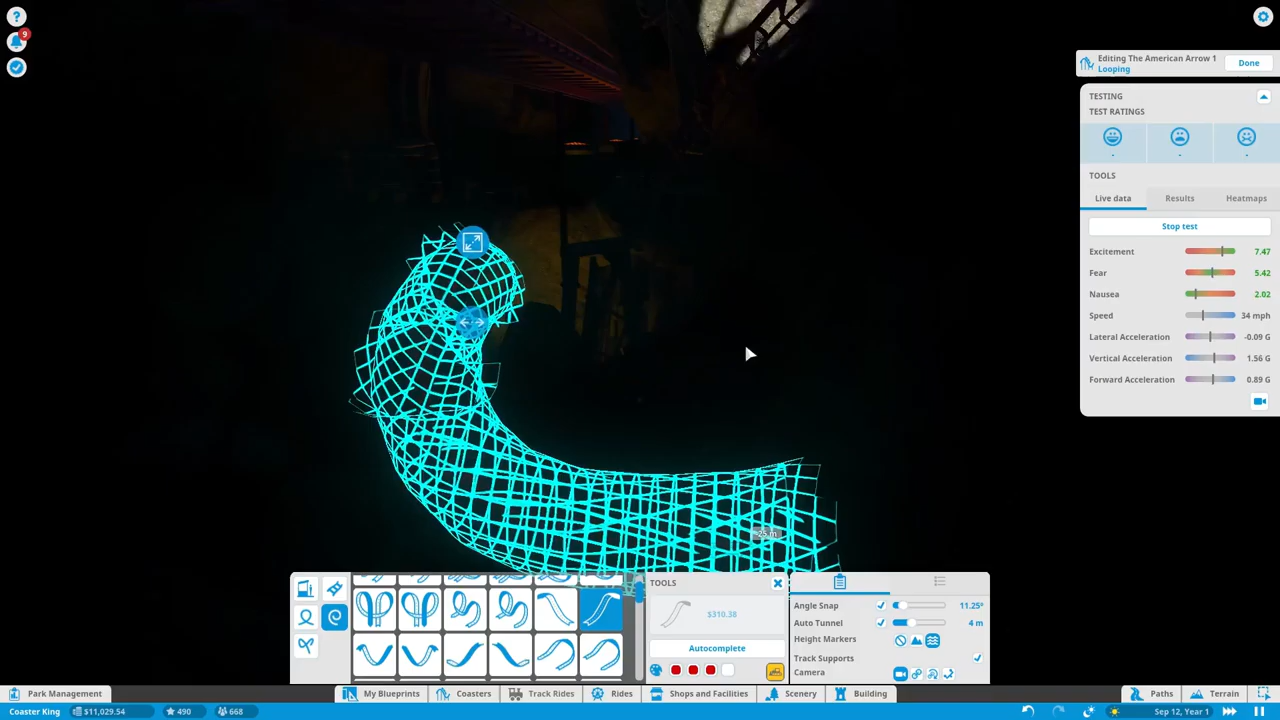 ?
9
Editing The American Arrow 1
Looping
Done
TESTING
TEST RATINGS
- - -
TOOLS
Live data Results Heatmaps
Stop test
Excitement 7.47
Fear 5.42
Nausea 2.02
Speed 34 mph
Lateral Acceleration -0.09 G
Vertical Acceleration 1.56 G
Forward Acceleration 0.89 G
-25 m
TOOLS
$310.38
Autocomplete
Angle Snap 11.25°
Auto Tunnel 4 m
Height Markers
Track Supports
Camera
Park Management My Blueprints Coasters Track Rides Rides Shops and Facilities Scenery Building Paths Terrain
Coaster King $11,029.54 490 668 Sep 12, Year 1